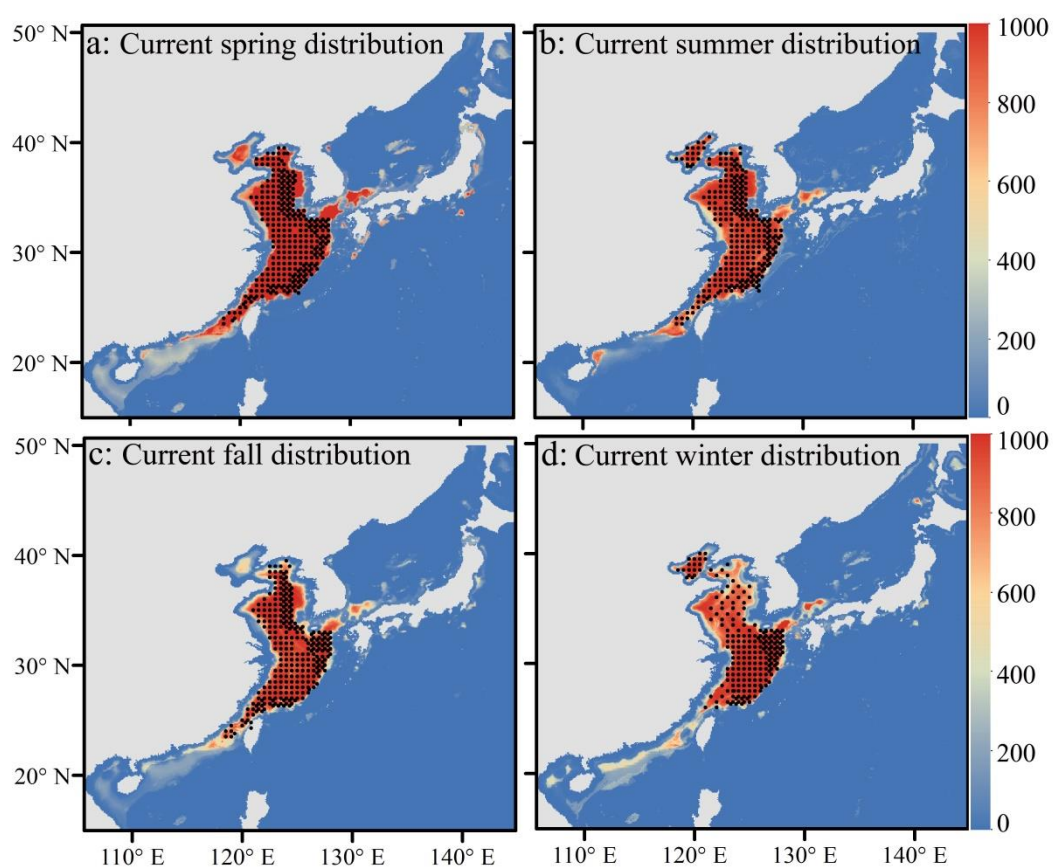 a: Current spring distribution
b: Current summer distribution
50° N
40° N
30° N
20° N
1000
800
600
400
200
0
c: Current fall distribution
d: Current winter distribution
50° N
40° N
30° N
20° N
1000
800
600
400
200
0
110° E 120° E 130° E 140° E
110° E 120° E 130° E 140° E